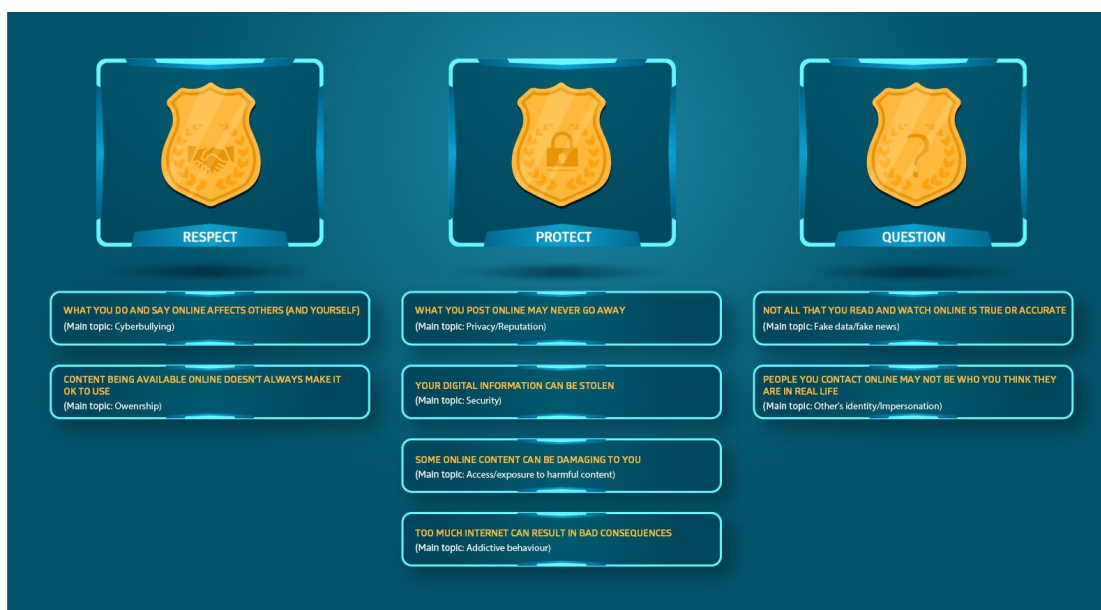 RESPECT
WHAT YOU DO AND SAY ONLINE AFFECTS OTHERS (AND YOURSELF)
(Main topic: Cyberbullying)
CONTENT BEING AVAILABLE ONLINE DOESN'T ALWAYS MAKE IT
OK TO USE
(Main topic: Owenrship)
PROTECT
WHAT YOU POST ONLINE MAY NEVER GO AWAY
(Main topic: Privacy/Reputation)
YOUR DIGITAL INFORMATION CAN BE STOLEN
(Main topic: Security)
SOME ONLINE CONTENT CAN BE DAMAGING TO YOU
(Main topic: Access/exposure to harmful content)
TOO MUCH INTERNET CAN RESULT IN BAD CONSEQUENCES
(Main topic: Addictive behaviour)
?
QUESTION
NOT ALL THAT YOU READ AND WATCH ONLINE IS TRUE OR ACCURATE
(Main topic: Fake data/fake news)
PEOPLE YOU CONTACT ONLINE MAY NOT BE WHO YOU THINK THEY
ARE IN REAL LIFE
(Main topic: Other's identity/Impersonation)